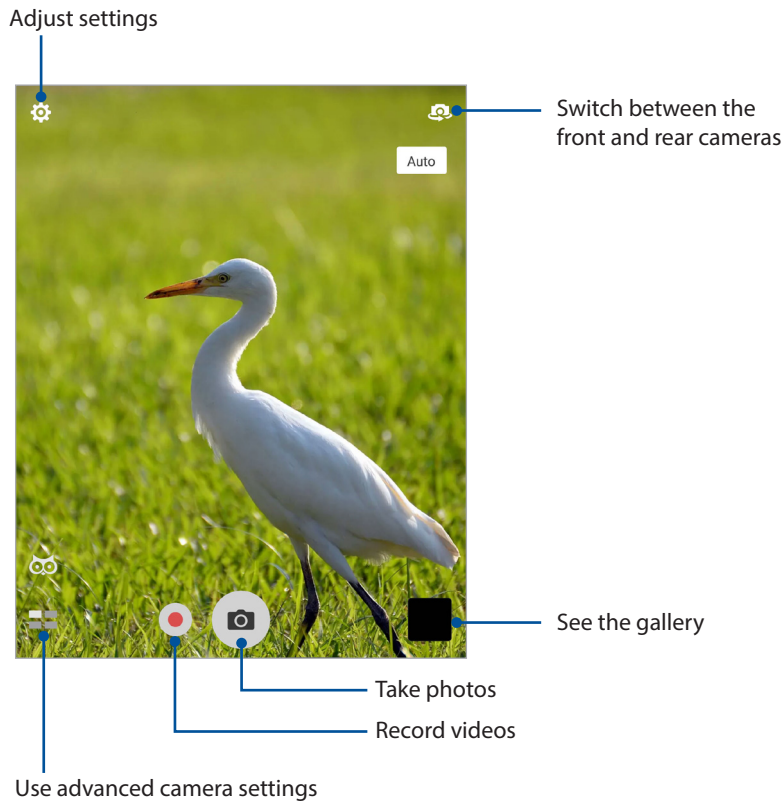 Adjust settings
Switch between the
front and rear cameras
Auto
See the gallery
Take photos
Record videos
Use advanced camera settings